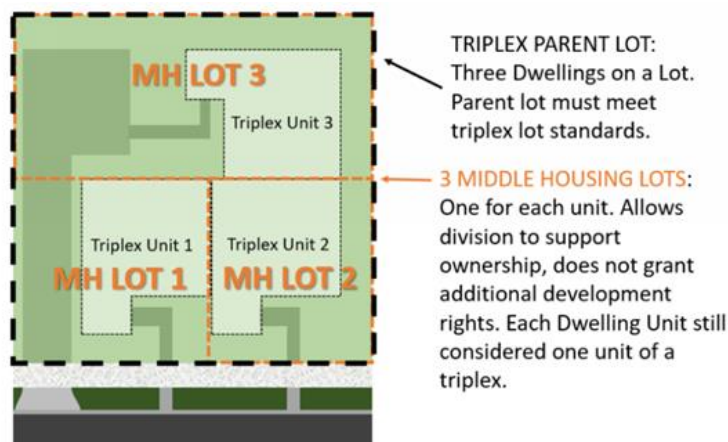 MH LOT 3
Triplex Unit 3
Triplex Unit 1
Triplex Unit 2
MH LOT 1
MH LOT 2
TRIPLEX PARENT LOT:
Three Dwellings on a Lot.
Parent lot must meet
triplex lot standards.
3 MIDDLE HOUSING LOTS:
One for each unit. Allows
division to support
ownership, does not grant
additional development
rights. Each Dwelling Unit still
considered one unit of a
triplex.